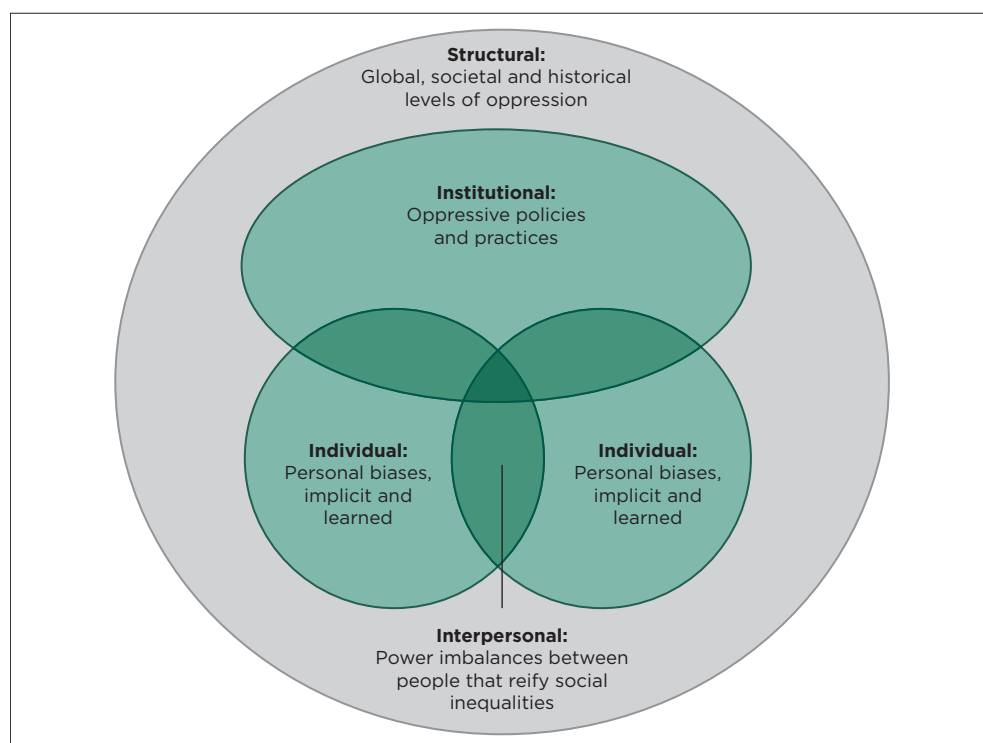 Structural:
Global, societal and historical
levels of oppression
Institutional:
Oppressive policies
and practices
Individual:
Personal biases,
implicit and
learned
Individual:
Personal biases,
implicit and
learned
Interpersonal:
Power imbalances between
people that reify social
inequalities